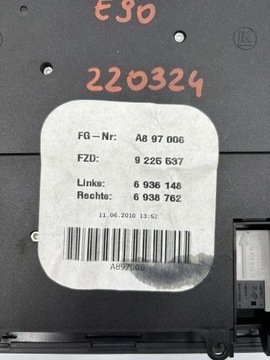 E90
220324
FG-Nr: A8 97 006
FZD: 9 225 637
Links: 6 936 148
Rechts: 6 938 762
11.06.2010 13:52
A897006